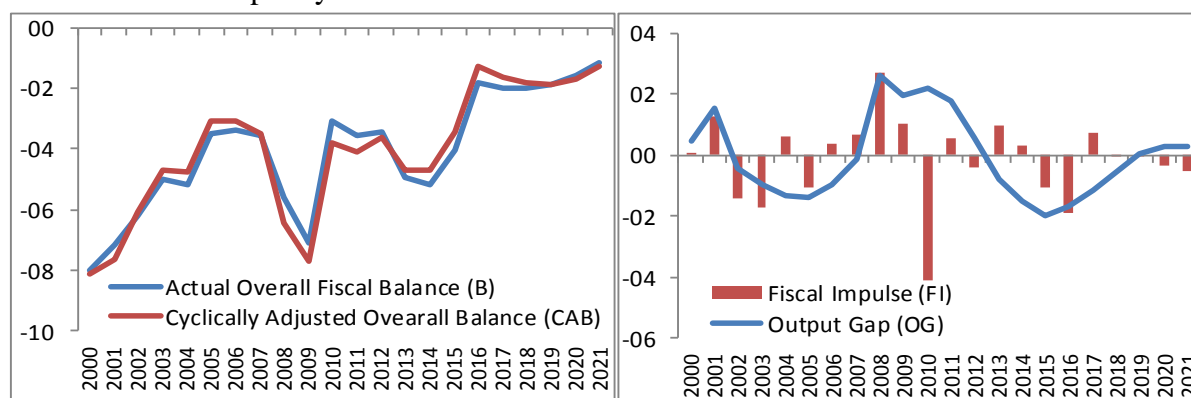 00
-02
-04
-06
-08
-10
Actual Overall Fiscal Balance (B)
Cyclically Adjusted Ovearall Balance (CAB)
2000 2001 2002 2003 2004 2005 2006 2007 2008 2009 2010 2011 2012 2013 2014 2015 2016 2017 2018 2019 2020 2021
04
02
00
-02
-04
-06
Fiscal Impulse (FI)
Output Gap (OG)
2000 2001 2002 2003 2004 2005 2006 2007 2008 2009 2010 2011 2012 2013 2014 2015 2016 2017 2018 2019 2020 2021